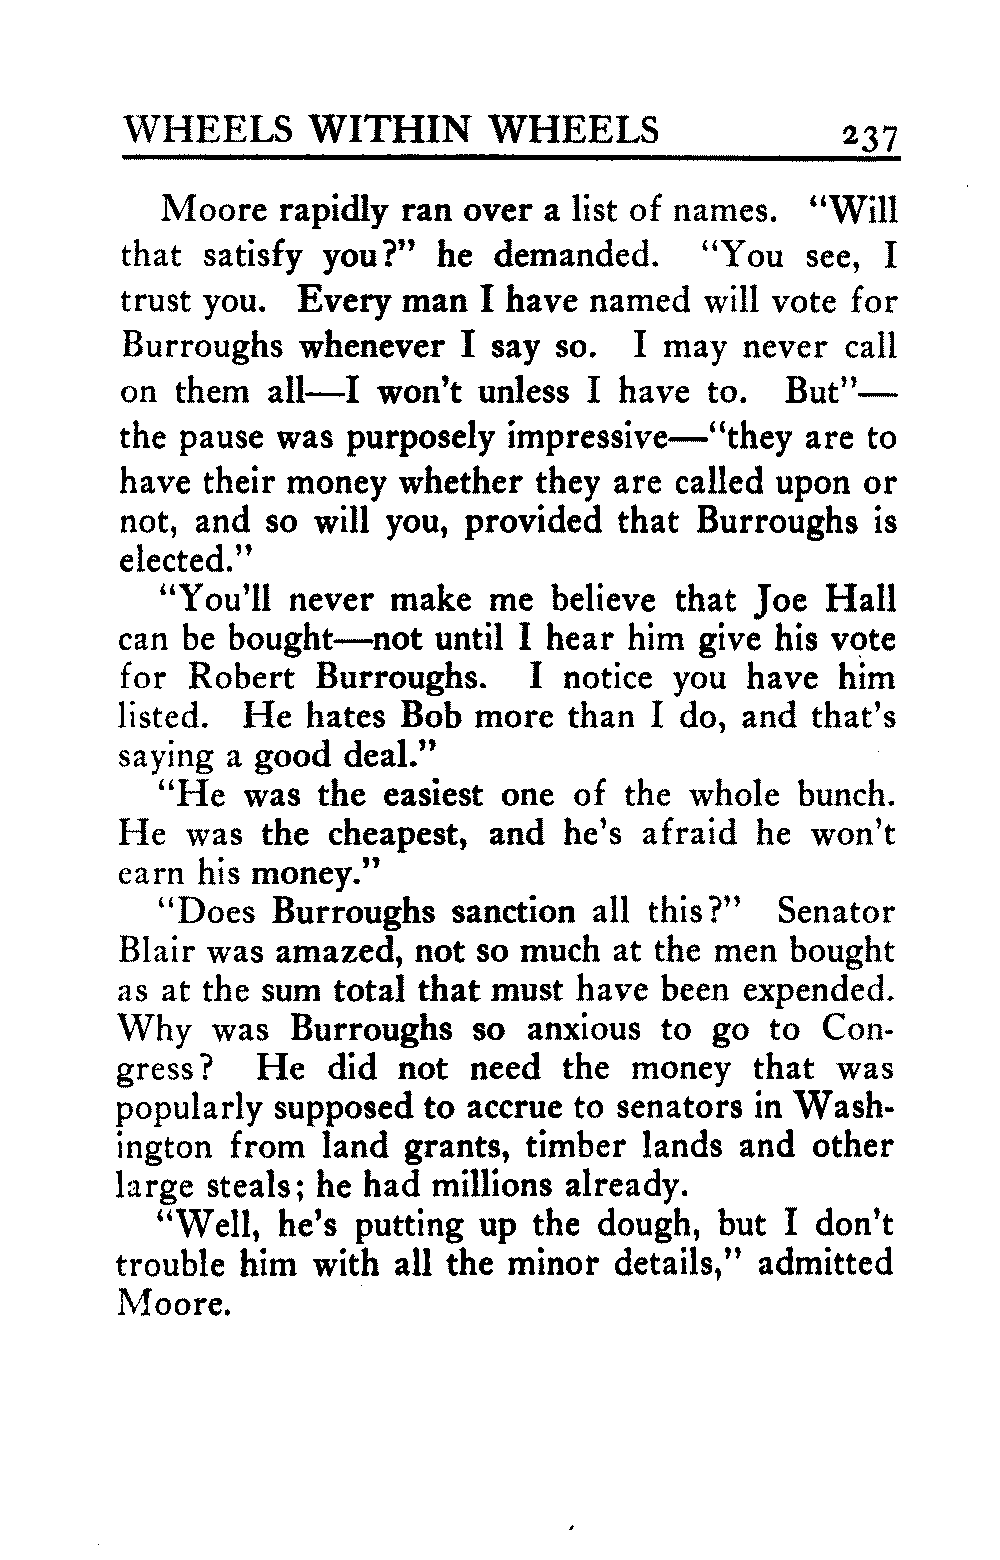 WHEELS WITHIN WHEELS 237
Moore rapidly ran over a list of names. “Will
that satisfy you?” he demanded. “You see, I
trust you. Every man I have named will vote for
Burroughs whenever I say so. I may never call
on them all—I won’t unless I have to. But”—
the pause was purposely impressive—“they are to
have their money whether they are called upon or
not, and so will you, provided that Burroughs is
elected.”
“You’ll never make me believe that Joe Hall
can be bought—not until I hear him give his vote
for Robert Burroughs. I notice you have him
listed. He hates Bob more than I do, and that’s
saying a good deal.”
“He was the easiest one of the whole bunch.
He was the cheapest, and he’s afraid he won’t
earn his money.”
“Does Burroughs sanction all this?” Senator
Blair was amazed, not so much at the men bought
as at the sum total that must have been expended.
Why was Burroughs so anxious to go to Con-
gress? He did not need the money that was
popularly supposed to accrue to senators in Wash-
ington from land grants, timber lands and other
large steals; he had millions already.
“Well, he’s putting up the dough, but I don’t
trouble him with all the minor details,” admitted
Moore.